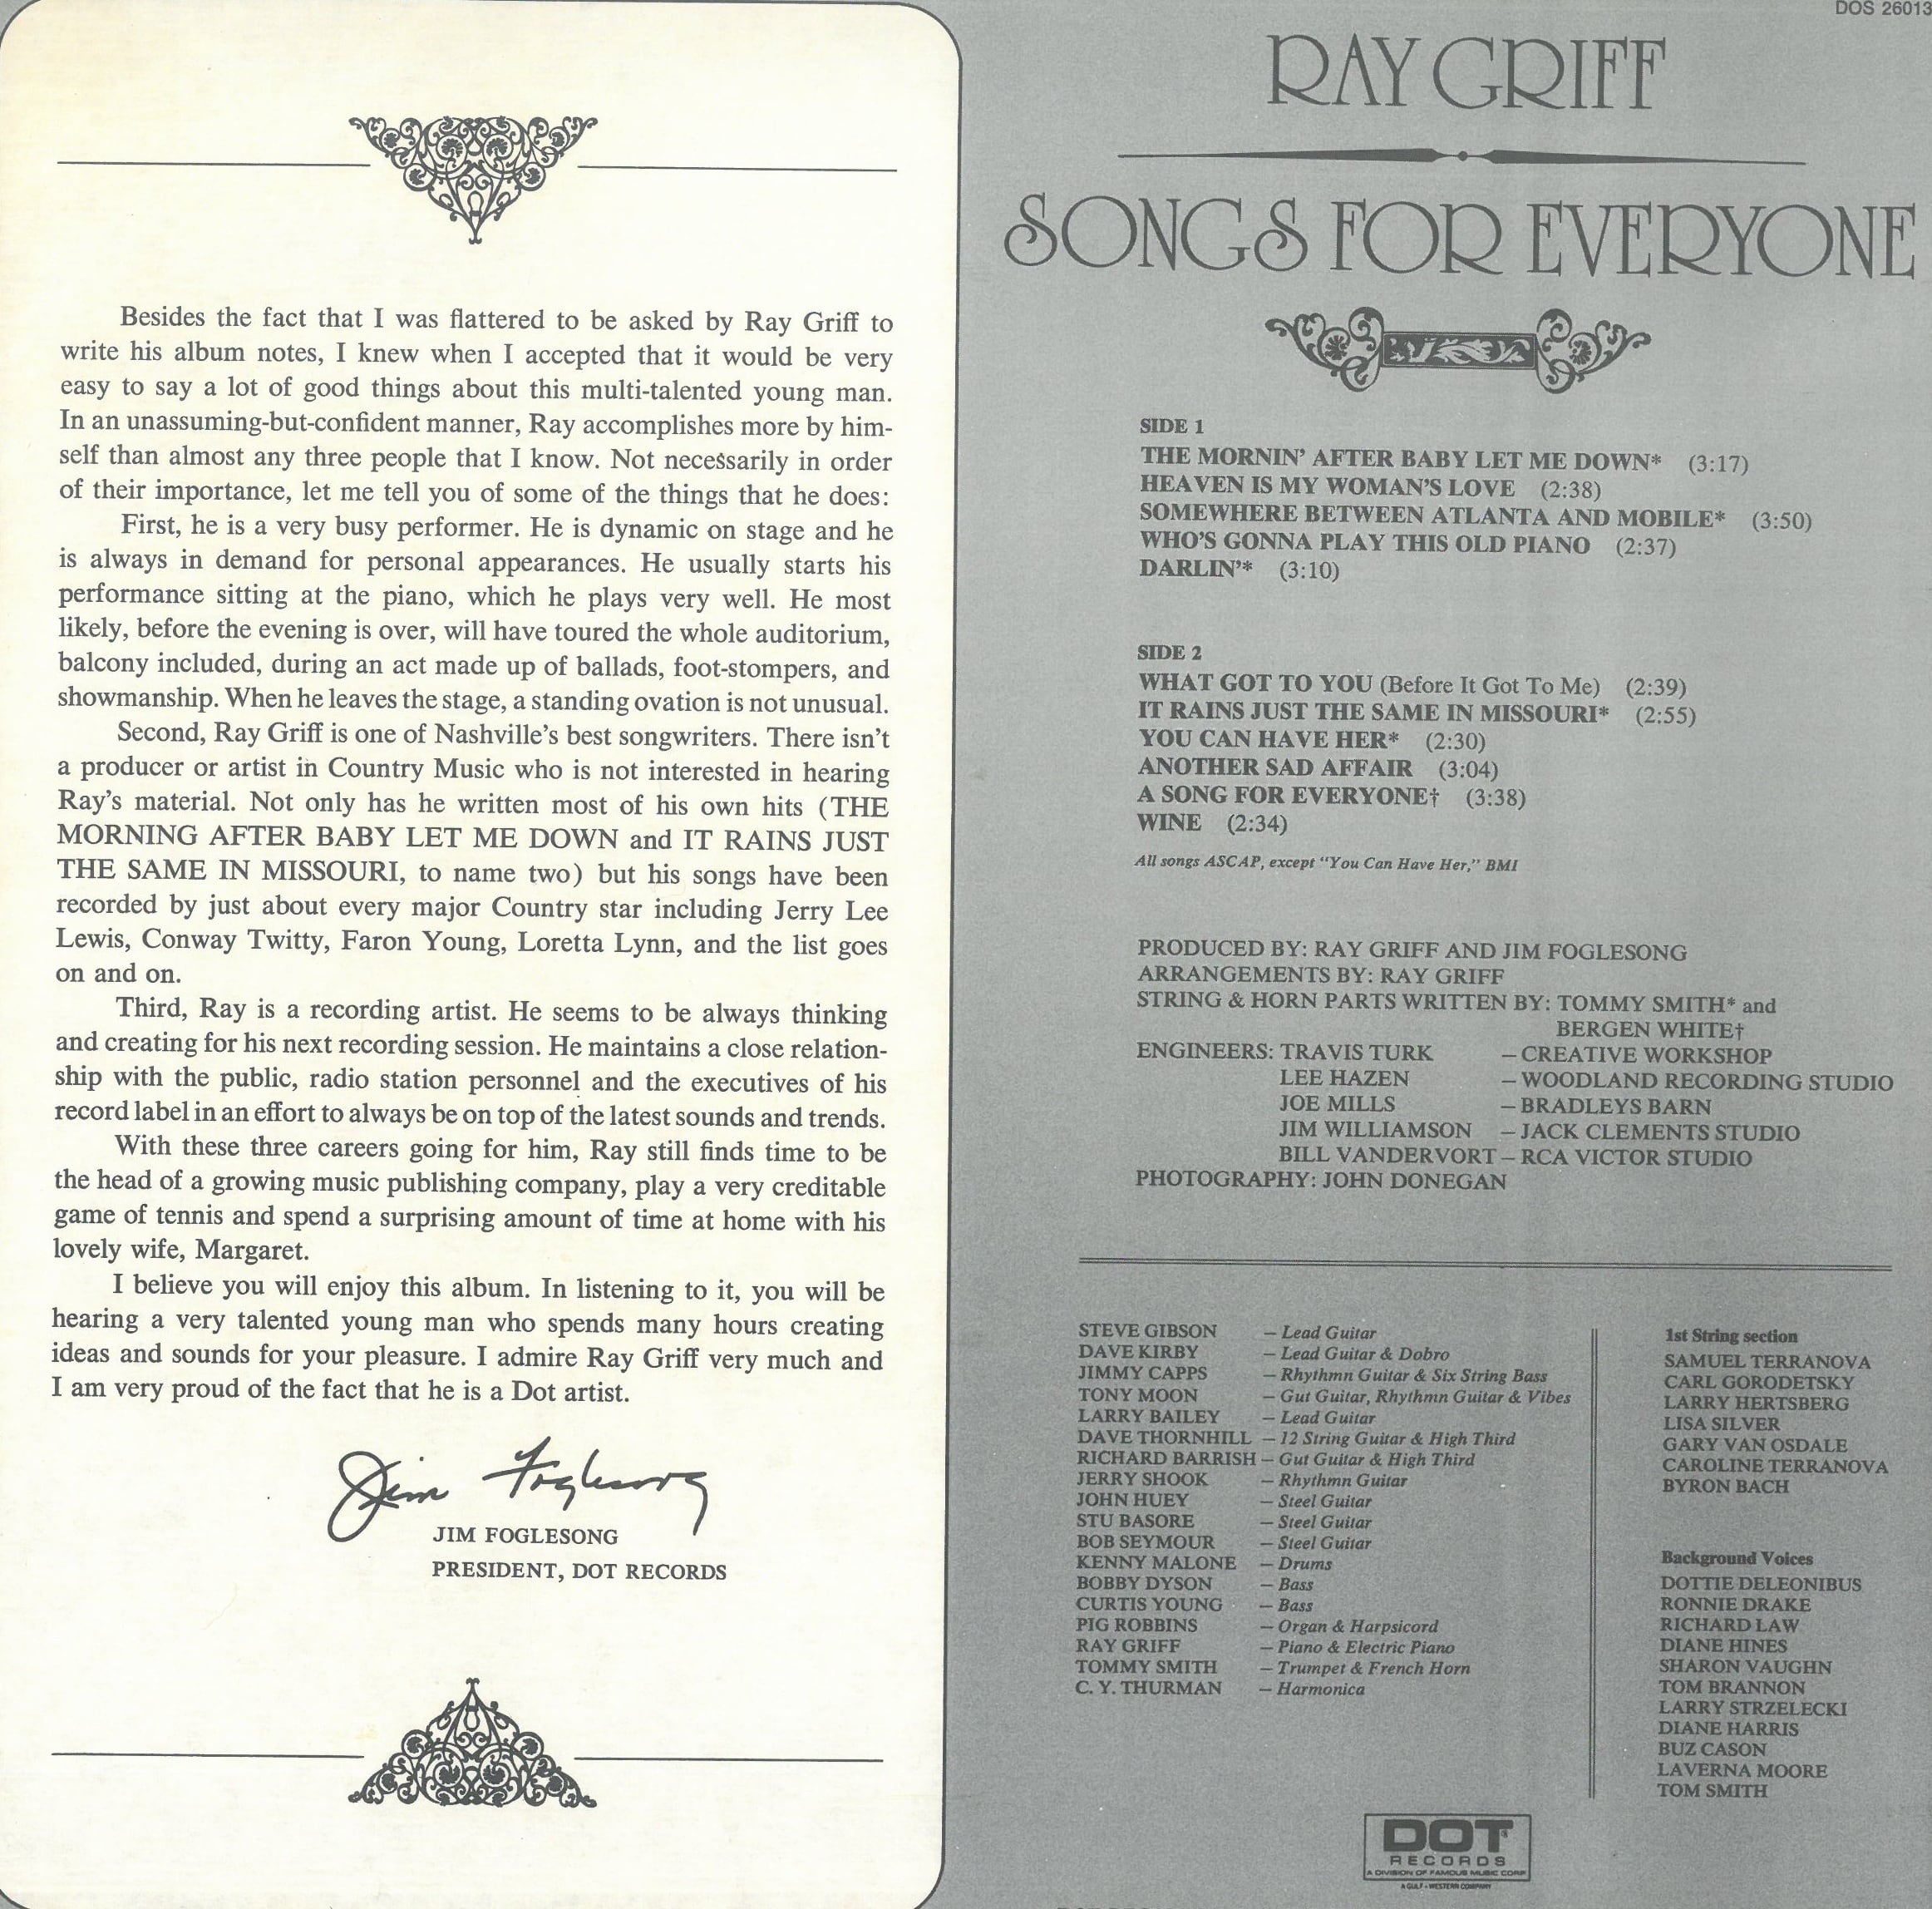 Besides the fact that I was flattered to be asked by Ray Griff to
write his album notes, I knew when I accepted that it would be very
easy to say a lot of good things about this multi-talented young man.
In an unassuming-but-confident manner, Ray accomplishes more by him-
self than almost any three people that I know. Not necessarily in order
of their importance, let me tell you of some of the things that he does:
First, he is a very busy performer. He is dynamic on stage and he
is always in demand for personal appearances. He usually starts his
performance sitting at the piano, which he plays very well. He most
likely, before the evening is over, will have toured the whole auditorium,
balcony included, during an act made up of ballads, foot-stompers, and
showmanship. When he leaves the stage, a standing ovation is not unusual.
Second, Ray Griff is one of Nashville's best songwriters. There isn't
a producer or artist in Country Music who is not interested in hearing
Ray's material. Not only has he written most of his own hits (THE
MORNING AFTER BABY LET ME DOWN and IT RAINS JUST
THE SAME IN MISSOURI, to name two) but his songs have been
recorded by just about every major Country star including Jerry Lee
Lewis, Conway Twitty, Faron Young, Loretta Lynn, and the list goes
on and on.
Third, Ray is a recording artist. He seems to be always thinking
and creating for his next recording session. He maintains a close relation-
ship with the public, radio station personnel and the executives of his
record label in an effort to always be on top of the latest sounds and trends.
With these three careers going for him, Ray still finds time to be
the head of a growing music publishing company, play a very creditable
game of tennis and spend a surprising amount of time at home with his
lovely wife, Margaret.
I believe you will enjoy this album. In listening to it, you will be
hearing a very talented young man who spends many hours creating
ideas and sounds for your pleasure. I admire Ray Griff very much and
I am very proud of the fact that he is a Dot artist.
Jim Foglesong
JIM FOGLESONG
PRESIDENT, DOT RECORDS
DOS 26013
RAY GRIFF
SONGS FOR EVERYONE
SIDE 1
THE MORNIN' AFTER BABY LET ME DOWN* (3:17)
HEAVEN IS MY WOMAN'S LOVE (2:38)
SOMEWHERE BETWEEN ATLANTA AND MOBILE* (3:50)
WHO'S GONNA PLAY THIS OLD PIANO (2:37)
DARLIN'* (3:10)
SIDE 2
WHAT GOT TO YOU (Before It Got To Me) (2:39)
IT RAINS JUST THE SAME IN MISSOURI* (2:55)
YOU CAN HAVE HER* (2:30)
ANOTHER SAD AFFAIR (3:04)
A SONG FOR EVERYONE† (3:38)
WINE (2:34)
All songs ASCAP, except "You Can Have Her," BMI
PRODUCED BY: RAY GRIFF AND JIM FOGLESONG
ARRANGEMENTS BY: RAY GRIFF
STRING & HORN PARTS WRITTEN BY: TOMMY SMITH* and
BERGEN WHITE†
ENGINEERS: TRAVIS TURK – CREATIVE WORKSHOP
LEE HAZEN – WOODLAND RECORDING STUDIO
JOE MILLS – BRADLEYS BARN
JIM WILLIAMSON – JACK CLEMENTS STUDIO
BILL VANDERVORT – RCA VICTOR STUDIO
PHOTOGRAPHY: JOHN DONEGAN
STEVE GIBSON – Lead Guitar
DAVE KIRBY – Lead Guitar & Dobro
JIMMY CAPPS – Rhythmn Guitar & Six String Bass
TONY MOON – Gut Guitar, Rhythmn Guitar & Vibes
LARRY BAILEY – Lead Guitar
DAVE THORNHILL – 12 String Guitar & High Third
RICHARD BARRISH – Gut Guitar & High Third
JERRY SHOOK – Rhythmn Guitar
JOHN HUEY – Steel Guitar
STU BASORE – Steel Guitar
BOB SEYMOUR – Steel Guitar
KENNY MALONE – Drums
BOBBY DYSON – Bass
CURTIS YOUNG – Bass
PIG ROBBINS – Organ & Harpsicord
RAY GRIFF – Piano & Electric Piano
TOMMY SMITH – Trumpet & French Horn
C. Y. THURMAN – Harmonica
1st String section
SAMUEL TERRANOVA
CARL GORODETSKY
LARRY HERTSBERG
LISA SILVER
GARY VAN OSDALE
CAROLINE TERRANOVA
BYRON BACH
Background Voices
DOTTIE DELEONIBUS
RONNIE DRAKE
RICHARD LAW
DIANE HINES
SHARON VAUGHN
TOM BRANNON
LARRY STRZELECKI
DIANE HARRIS
BUZ CASON
LAVERNA MOORE
TOM SMITH
DOT®
RECORDS
A DIVISION OF FAMOUS MUSIC CORP
A GULF + WESTERN COMPANY